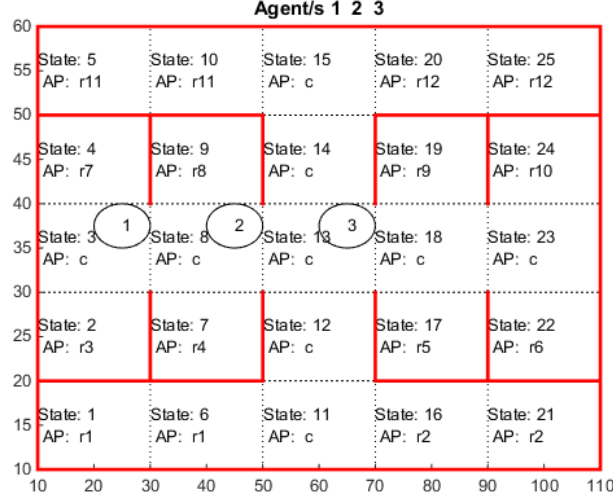 Agent/s 1 2 3
60
State: 5 State: 10 State: 15 State: 20 State: 25
55
AP: r11 AP: r11 AP: c AP: r12 AP: r12
50
State: 4 State: 9 State: 14 State: 19 State: 24
45
AP: r7 AP: r8 AP: c AP: r9 AP: r10
40
1 2 3
State: 3 State: 8 State: 13 State: 18 State: 23
35
AP: c AP: c AP: c AP: c AP: c
30
State: 2 State: 7 State: 12 State: 17 State: 22
25
AP: r3 AP: r4 AP: c AP: r5 AP: r6
20
State: 1 State: 6 State: 11 State: 16 State: 21
15
AP: r1 AP: r1 AP: c AP: r2 AP: r2
10
10 20 30 40 50 60 70 80 90 100 110